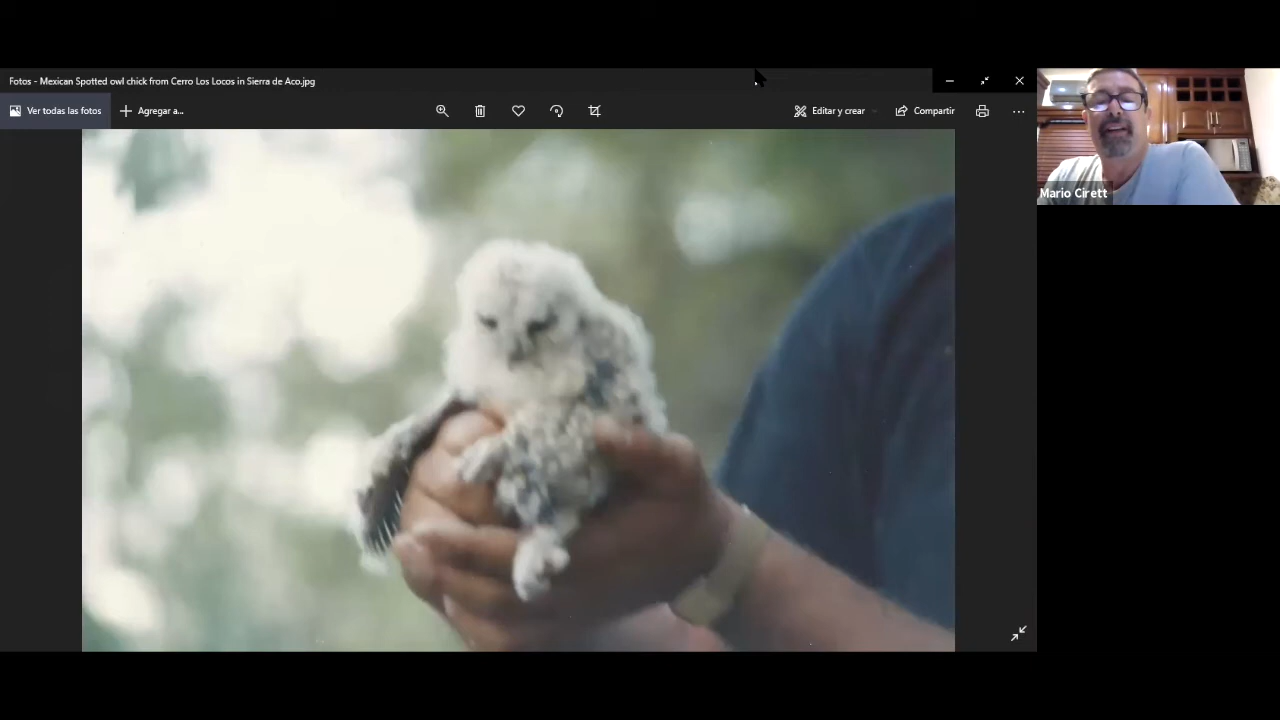 Fotos - Mexican Spotted owl chick from Cerro Los Locos in Sierra de Aco.jpg
Ver todas las fotos
Agregar a...
Editar y crear
Compartir
Mario Cirett